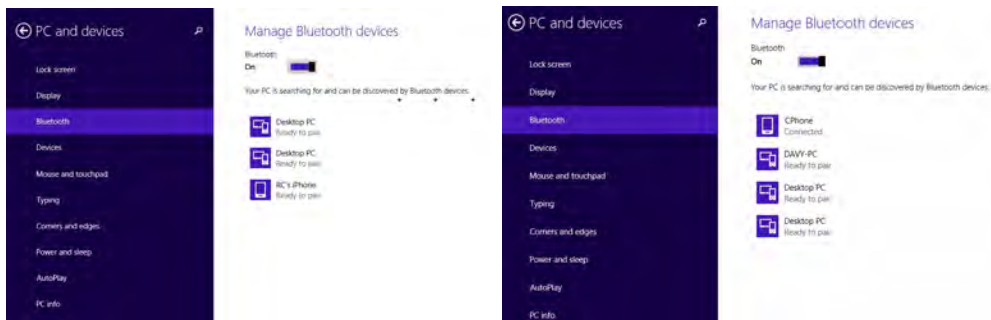 PC and devices
Lock screen
Display
Bluetooth
Devices
Mouse and touchpad
Typing
Corners and edges
Power and sleep
AutoPlay
PC info
Manage Bluetooth devices
Bluetooth
On
Your PC is searching for and can be discovered by Bluetooth devices.
Desktop PC
Ready to pair
Desktop PC
Ready to pair
RC's iPhone
Ready to pair
PC and devices
Lock screen
Display
Bluetooth
Devices
Mouse and touchpad
Typing
Corners and edges
Power and sleep
AutoPlay
PC info
Manage Bluetooth devices
Bluetooth
On
Your PC is searching for and can be discovered by Bluetooth devices.
CPhone
Connected
DAVY-PC
Ready to pair
Desktop PC
Ready to pair
Desktop PC
Ready to pair